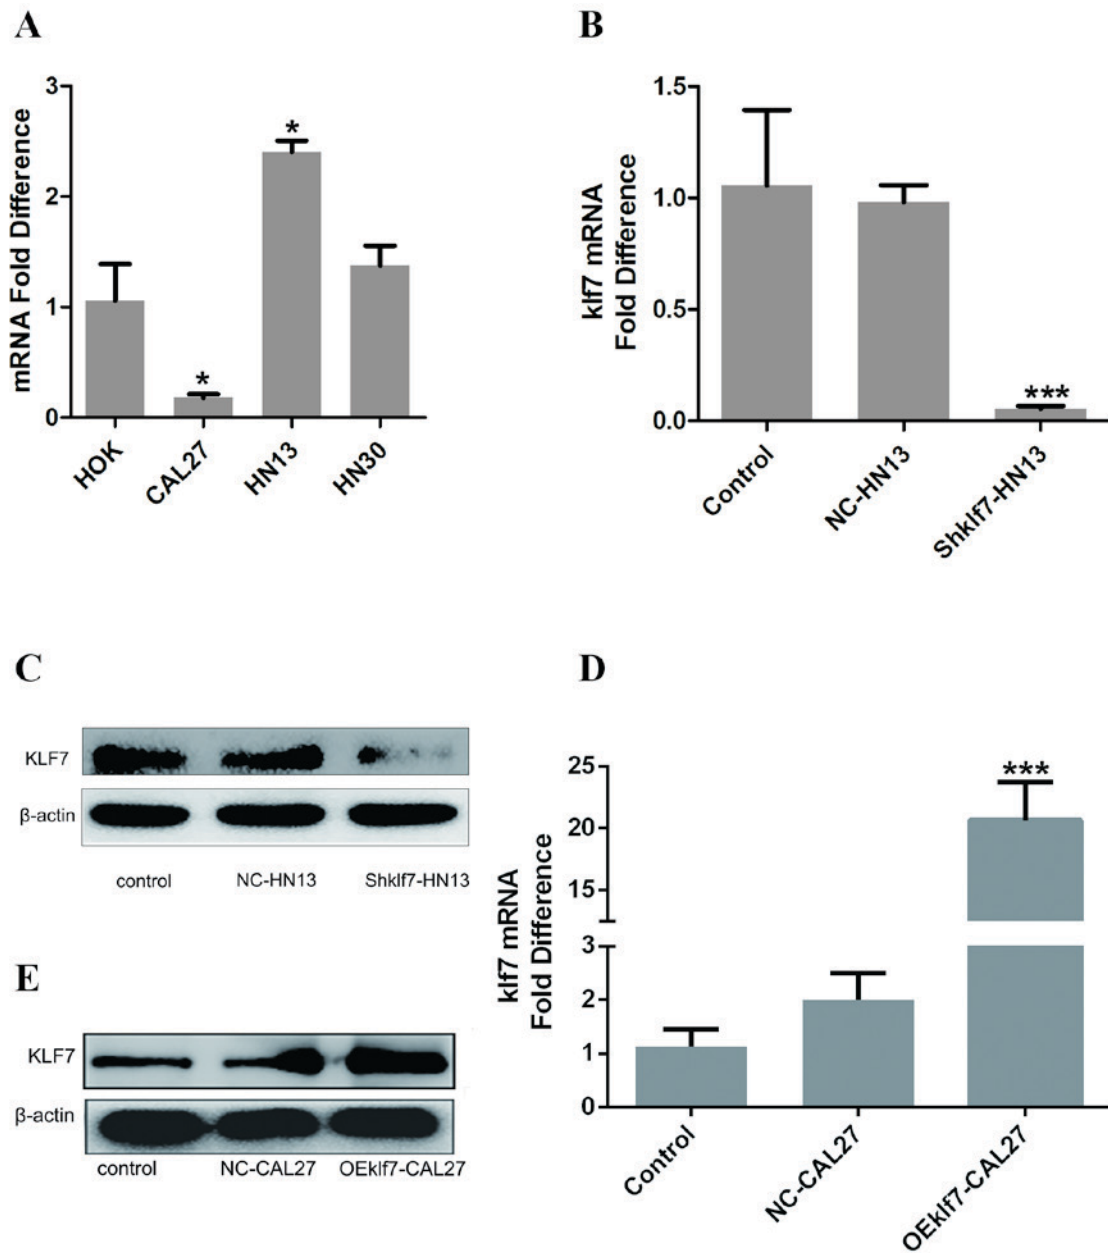 A
mRNA Fold Difference
3
2
1
0
*
*
HOK
CAL27
HN13
HN30
B
klf7 mRNA
Fold Difference
1.5
1.0
0.5
0.0
***
Control
NC-HN13
Shklf7-HN13
C
KLF7
β-actin
control
NC-HN13
Shklf7-HN13
D
klf7 mRNA
Fold Difference
25
20
15
3
2
1
0
***
Control
NC-CAL27
OEklf7-CAL27
E
KLF7
β-actin
control
NC-CAL27
OEklf7-CAL27